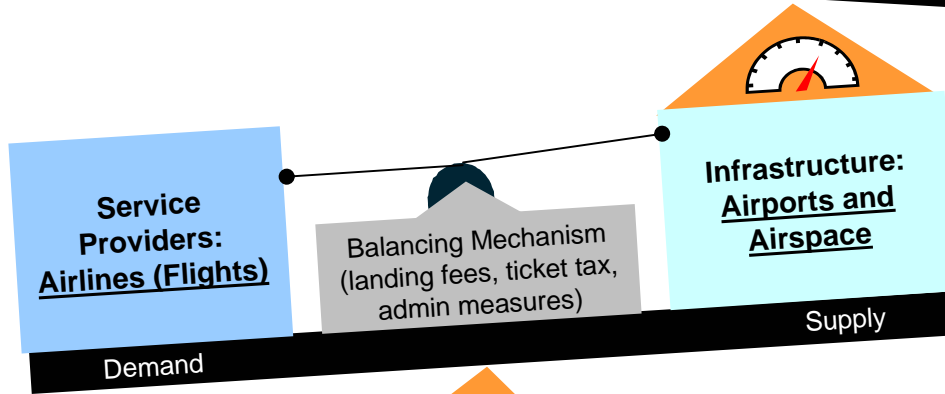 Service
Providers:
Airlines (Flights)
Balancing Mechanism
(landing fees, ticket tax,
admin measures)
Infrastructure:
Airports and
Airspace
Demand
Supply